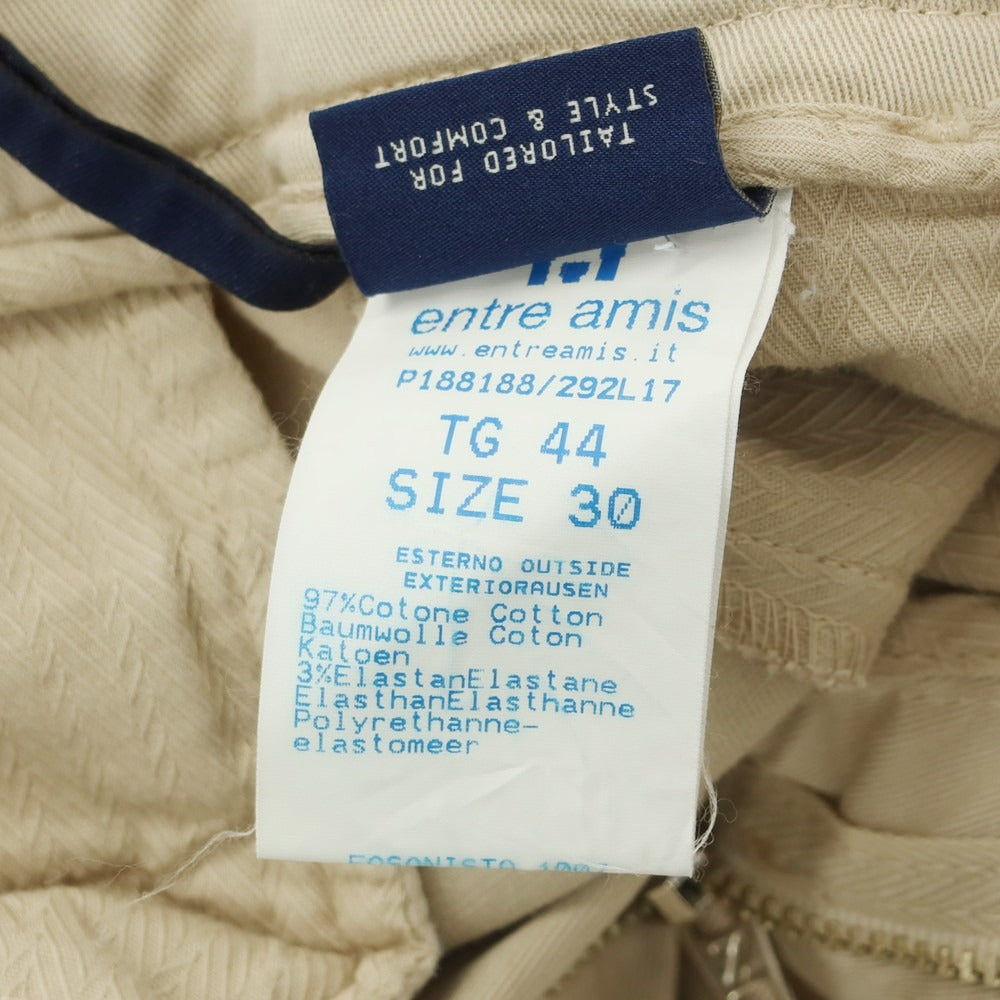 TAILORED FOR
STYLE & COMFORT
entre amis
www.entreamis.it
P188188/292L17
TG 44
SIZE 30
ESTERNO OUTSIDE
EXTERIORAUSEN
97%Cotone Cotton
Baumwolle Coton
Katoen
3%ElastanElastane
ElasthanElasthanne
Polyrethanne-
elastomeer